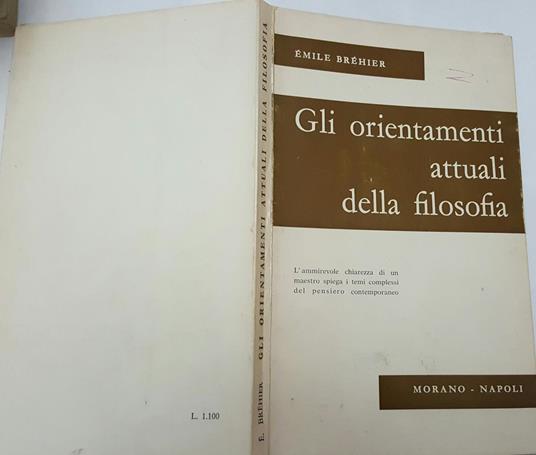 L. 1.100
E. BRÉHIER GLI ORIENTAMENTI ATTUALI DELLA FILOSOFIA
ÉMILE BRÉHIER
Gli orientamenti
attuali
della filosofia
L'ammirevole chiarezza di un
maestro spiega i temi complessi
del pensiero contemporaneo
MORANO - NAPOLI